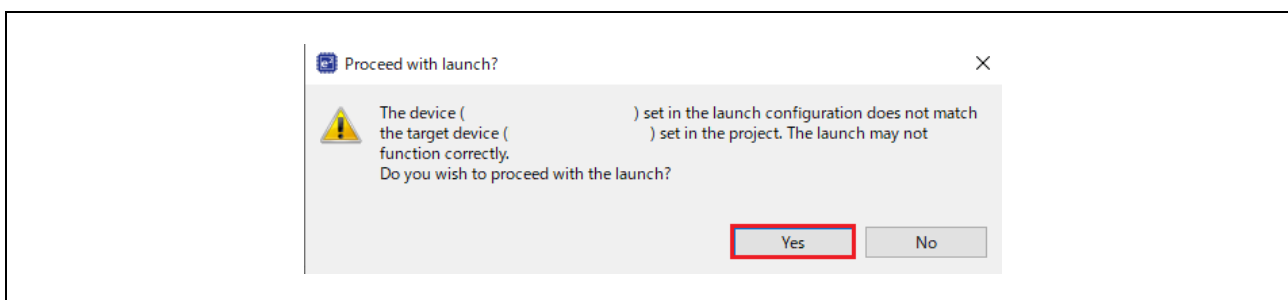 Proceed with launch?
The device ( ) set in the launch configuration does not match
the target device ( ) set in the project. The launch may not
function correctly.
Do you wish to proceed with the launch?
Yes No